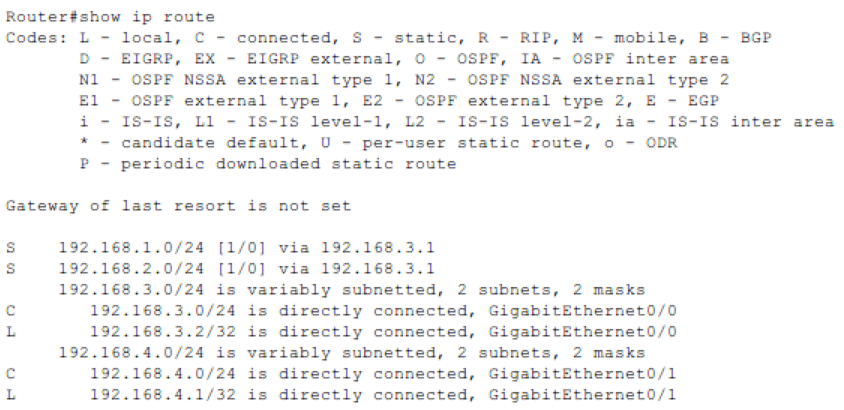 Router#show ip route
Codes: L - local, C - connected, S - static, R - RIP, M - mobile, B - BGP
       D - EIGRP, EX - EIGRP external, O - OSPF, IA - OSPF inter area
       N1 - OSPF NSSA external type 1, N2 - OSPF NSSA external type 2
       E1 - OSPF external type 1, E2 - OSPF external type 2, E - EGP
       i - IS-IS, L1 - IS-IS level-1, L2 - IS-IS level-2, ia - IS-IS inter area
       * - candidate default, U - per-user static route, o - ODR
       P - periodic downloaded static route

Gateway of last resort is not set

S    192.168.1.0/24 [1/0] via 192.168.3.1
S    192.168.2.0/24 [1/0] via 192.168.3.1
     192.168.3.0/24 is variably subnetted, 2 subnets, 2 masks
C       192.168.3.0/24 is directly connected, GigabitEthernet0/0
L       192.168.3.2/32 is directly connected, GigabitEthernet0/0
     192.168.4.0/24 is variably subnetted, 2 subnets, 2 masks
C       192.168.4.0/24 is directly connected, GigabitEthernet0/1
L       192.168.4.1/32 is directly connected, GigabitEthernet0/1